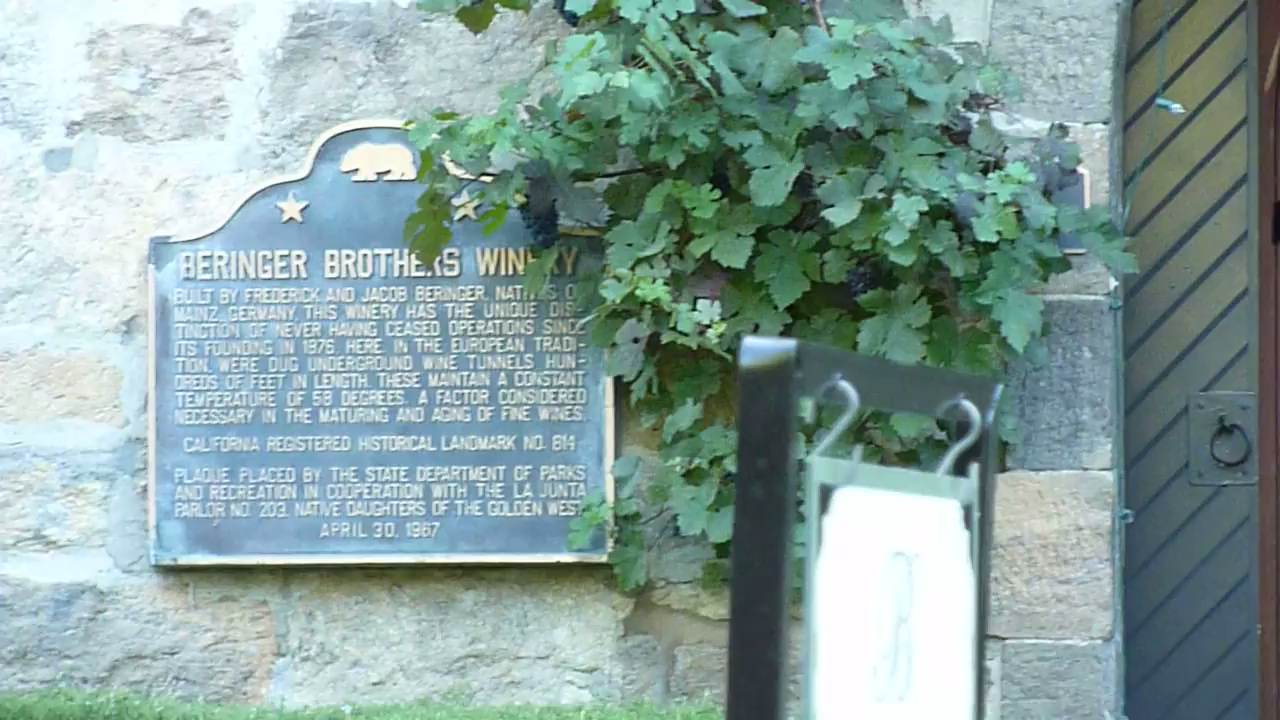 BERINGER BROTHERS WINERY
BUILT BY FREDERICK AND JACOB BERINGER, NATIVES O
MAINZ, GERMANY, THIS WINERY HAS THE UNIQUE DIS-
TINCTION OF NEVER HAVING CEASED OPERATIONS SINCE
ITS FOUNDING IN 1876. HERE, IN THE EUROPEAN TRADI-
TION, WERE DUG UNDERGROUND WINE TUNNELS HUN-
DREDS OF FEET IN LENGTH. THESE MAINTAIN A CONSTANT
TEMPERATURE OF 58 DEGREES, A FACTOR CONSIDERED
NECESSARY IN THE MATURING AND AGING OF FINE WINES.
CALIFORNIA REGISTERED HISTORICAL LANDMARK NO. 814
PLAQUE PLACED BY THE STATE DEPARTMENT OF PARKS
AND RECREATION IN COOPERATION WITH THE LA JUNTA
PARLOR NO. 203, NATIVE DAUGHTERS OF THE GOLDEN WEST
APRIL 30, 1967
B